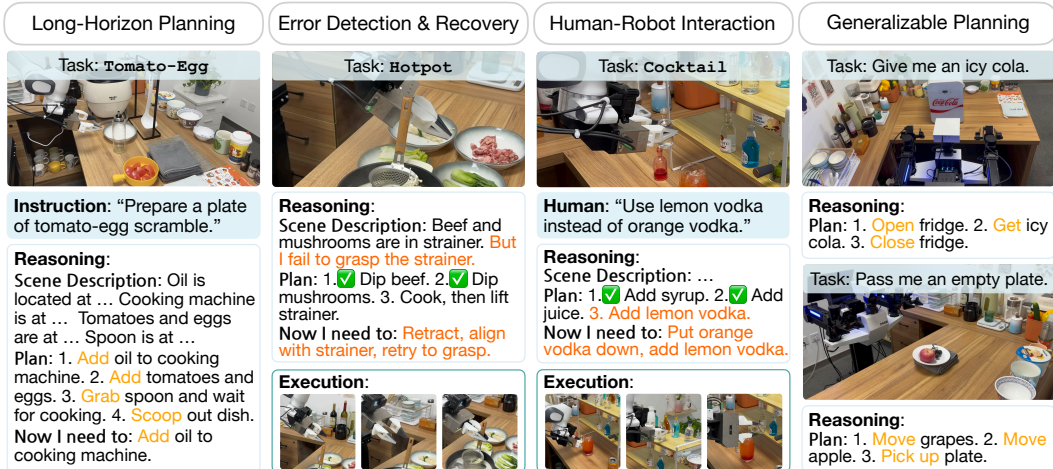 Long-Horizon Planning
Task: Tomato-Egg
Instruction: “Prepare a plate
of tomato-egg scramble.”
Reasoning:
Scene Description: Oil is
located at … Cooking machine
is at … Tomatoes and eggs
are at … Spoon is at …
Plan: 1. Add oil to cooking
machine. 2. Add tomatoes and
eggs. 3. Grab spoon and wait
for cooking. 4. Scoop out dish.
Now I need to: Add oil to
cooking machine.
Error Detection & Recovery
Task: Hotpot
Reasoning:
Scene Description: Beef and
mushrooms are in strainer. But
I fail to grasp the strainer.
Plan: 1.✅ Dip beef. 2.✅ Dip
mushrooms. 3. Cook, then lift
strainer.
Now I need to: Retract, align
with strainer, retry to grasp.
Execution:
Human-Robot Interaction
Task: Cocktail
Human: “Use lemon vodka
instead of orange vodka.”
Reasoning:
Scene Description: …
Plan: 1.✅ Add syrup. 2.✅ Add
juice. 3. Add lemon vodka.
Now I need to: Put orange
vodka down, add lemon vodka.
Execution:
Generalizable Planning
Task: Give me an icy cola.
Coca-Cola
Reasoning:
Plan: 1. Open fridge. 2. Get icy
cola. 3. Close fridge.
Task: Pass me an empty plate.
Reasoning:
Plan: 1. Move grapes. 2. Move
apple. 3. Pick up plate.